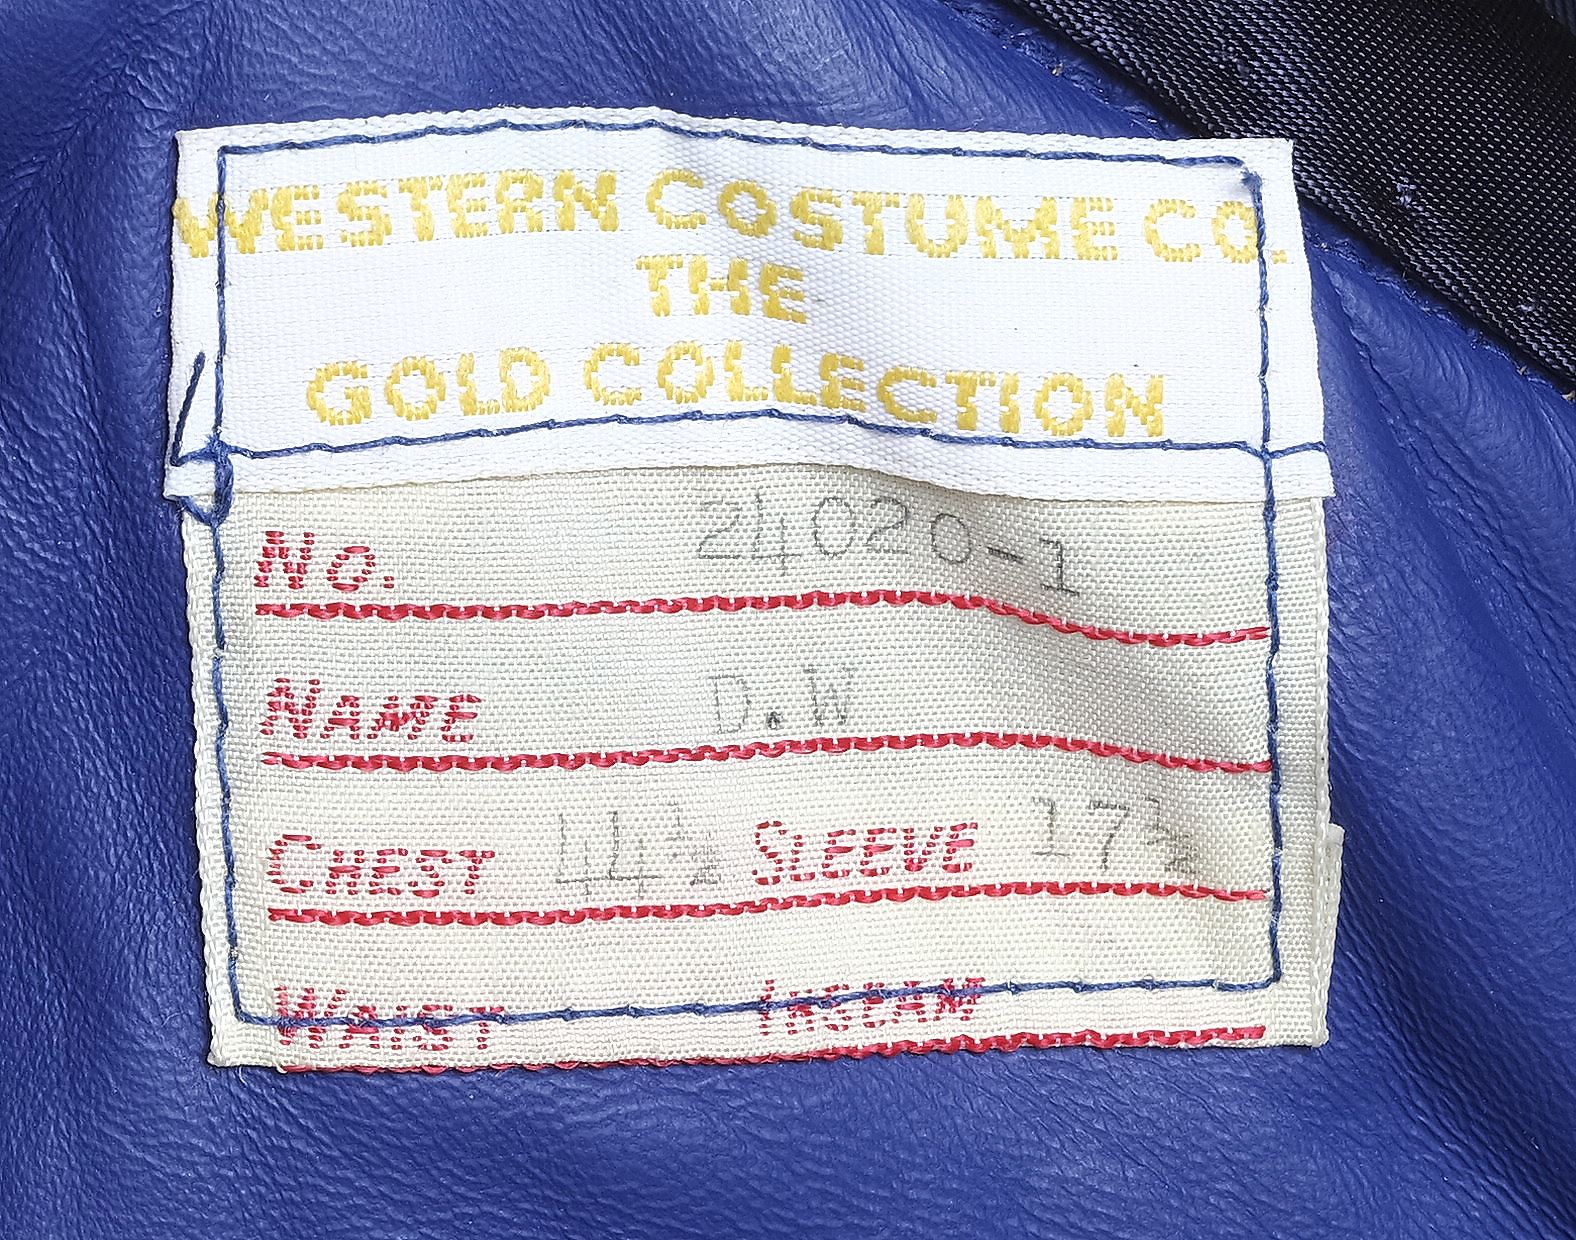 WESTERN COSTUME CO.
THE
GOLD COLLECTION
No. 24020-1
NAME D.W
CHEST 44½ SLEEVE 17½
WAIST INSEAM